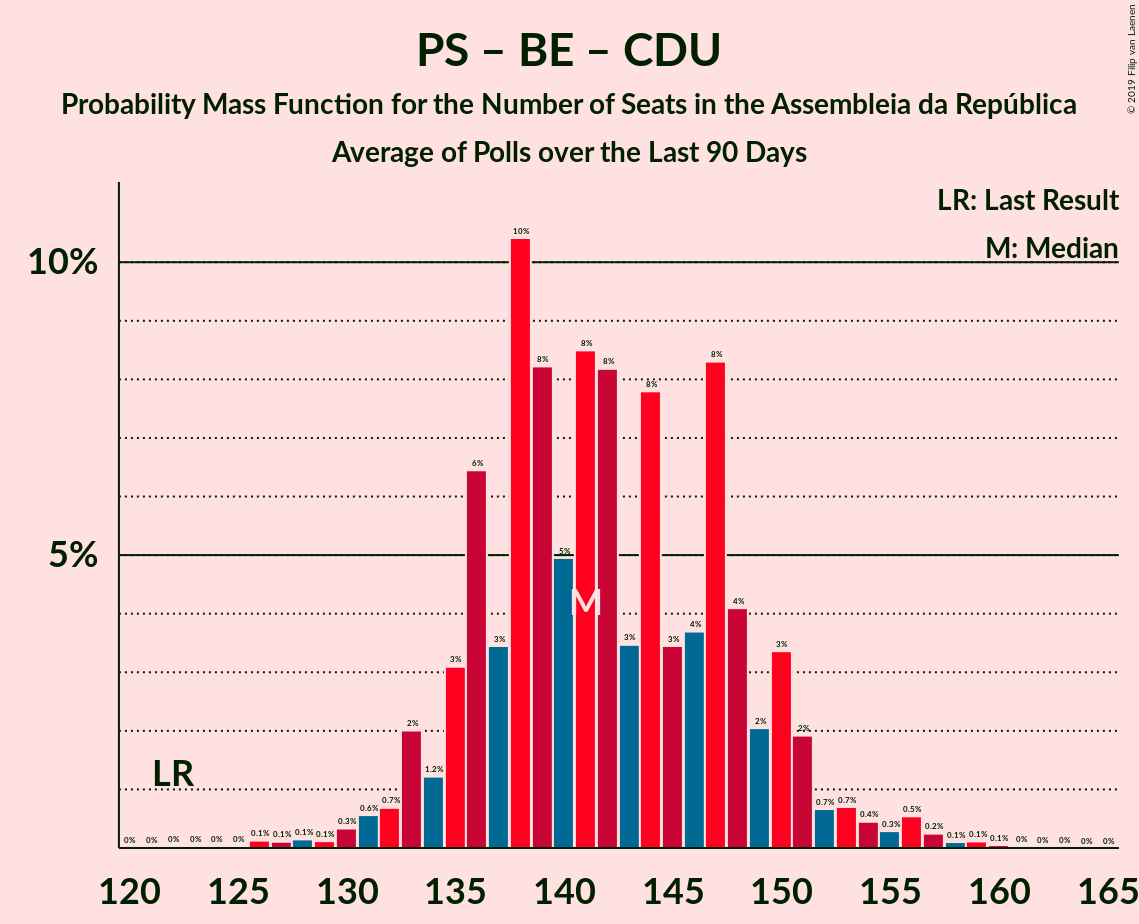 PS – BE – CDU
Probability Mass Function for the Number of Seats in the Assembleia da República
Average of Polls over the Last 90 Days
© 2019 Filip van Laenen
LR: Last Result
M: Median
10%
5%
0% 0% 0% 0% 0% 0% 0.1% 0.1% 0.1% 0.1% 0.3% 0.6% 0.7% 2% 1.2% 3% 6% 3% 10% 8% 5% 8% 8% 3% 8% 3% 4% 8% 4% 2% 3% 2% 0.7% 0.7% 0.4% 0.3% 0.5% 0.2% 0.1% 0.1% 0.1% 0% 0% 0% 0% 0%
M
LR
120 125 130 135 140 145 150 155 160 165